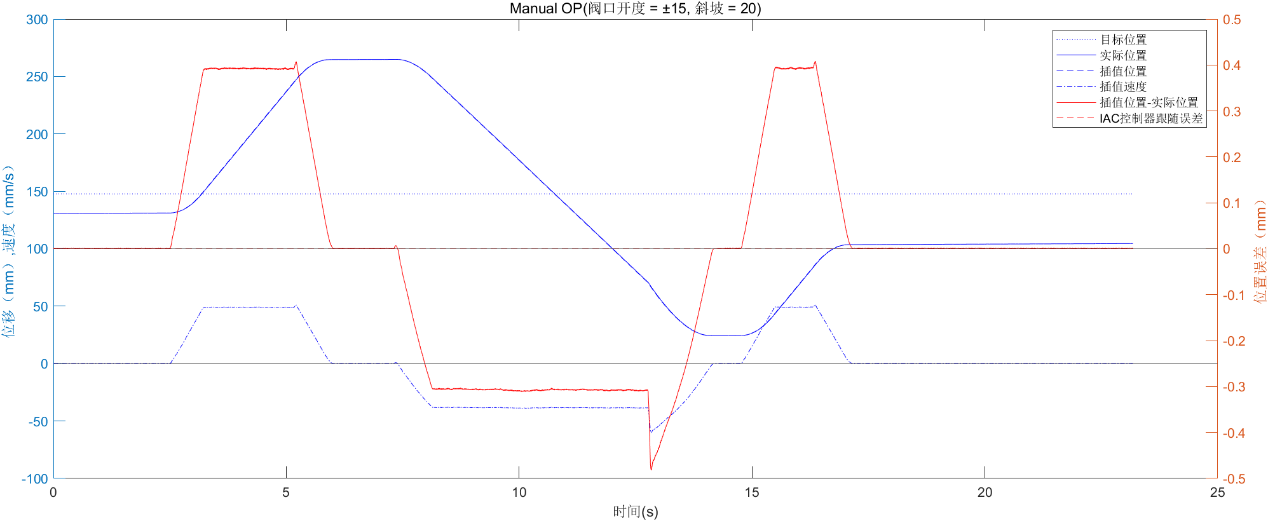 Manual OP(阀口开度 = ±15, 斜坡 = 20)
300
250
200
150
100
50
0
-50
-100
位移（mm）,速度（mm/s）
0.5
0.4
0.3
0.2
0.1
0
-0.1
-0.2
-0.3
-0.4
-0.5
位置误差（mm）
目标位置
实际位置
插值位置
插值速度
插值位置-实际位置
IAC控制器跟随误差
0 5 10 15 20 25
时间(s)